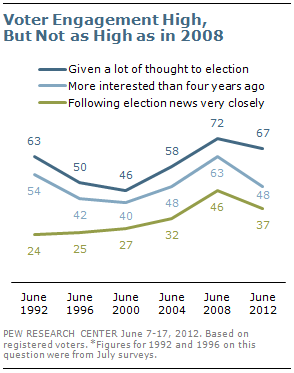 Voter Engagement High,
But Not as High as in 2008
Given a lot of thought to election
More interested than four years ago
Following election news very closely
63 50 46 58 72 67
54 42 40 48 63 48
24 25 27 32 46 37
June June June June June June
1992 1996 2000 2004 2008 2012
PEW RESEARCH CENTER June 7-17, 2012. Based on
registered voters. *Figures for 1992 and 1996 on this
question were from July surveys.